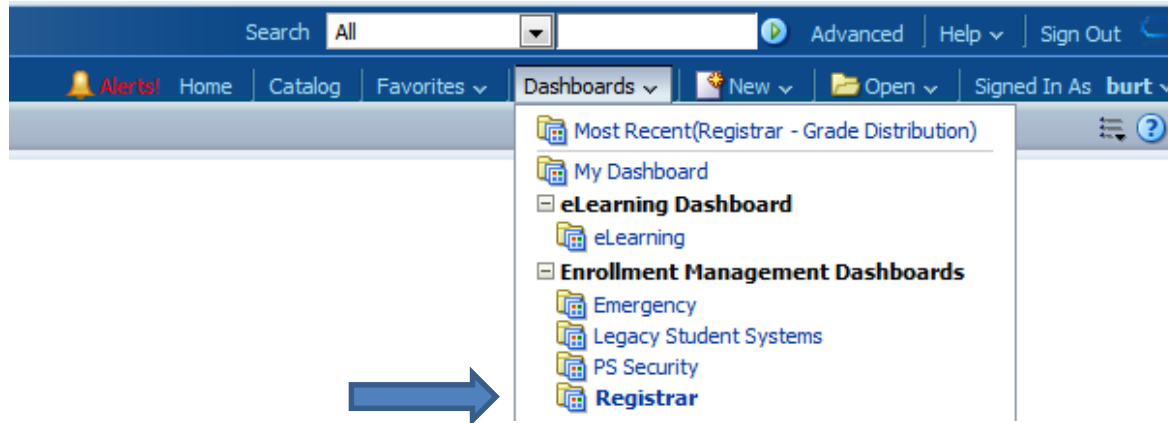 Search All Advanced Help Sign Out
Alerts! Home Catalog Favorites Dashboards New Open Signed In As burt
Most Recent(Registrar - Grade Distribution)
My Dashboard
eLearning Dashboard
eLearning
Enrollment Management Dashboards
Emergency
Legacy Student Systems
PS Security
Registrar